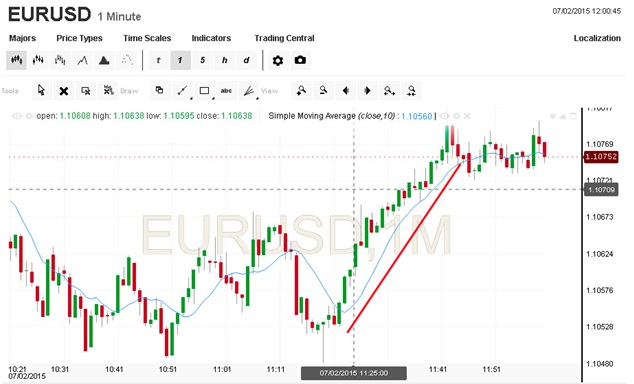 EURUSD 1 Minute
07/02/2015 12:00:45
Majors Price Types Time Scales Indicators Trading Central Localization
t 1 5 h d
Tools Draw abc View
open: 1.10608 high: 1.10638 low: 1.10595 close: 1.10638 Simple Moving Average (close,10) : 1.10560
1.10817
1.10769
1.10752
1.10721
1.10709
1.10673
EURUSD, 1M
1.10624
1.10576
1.10528
1.10480
10:21 10:31 10:41 10:51 11:01 11:11 07/02/2015 11:25:00 11:41 11:51
07/02/2015